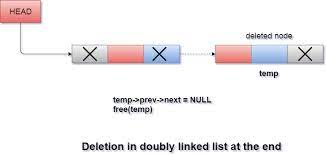 HEAD
deleted node
temp
temp->prev->next = NULL
free(temp)
Deletion in doubly linked list at the end